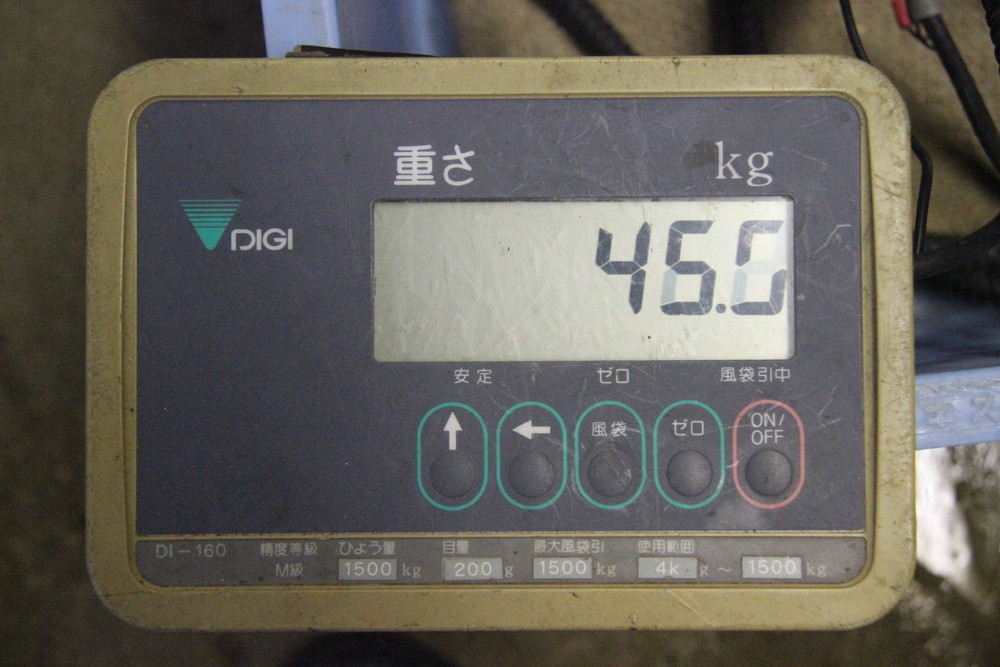 重さ kg
DIGI
46.6
安定 ゼロ 風袋引中
風袋 ゼロ ON/OFF
DI-160 精度等級 ひょう量 目量 最大風袋引 使用範囲
M級 1500 kg 200 g 1500 kg 4k g ～ 1500 kg